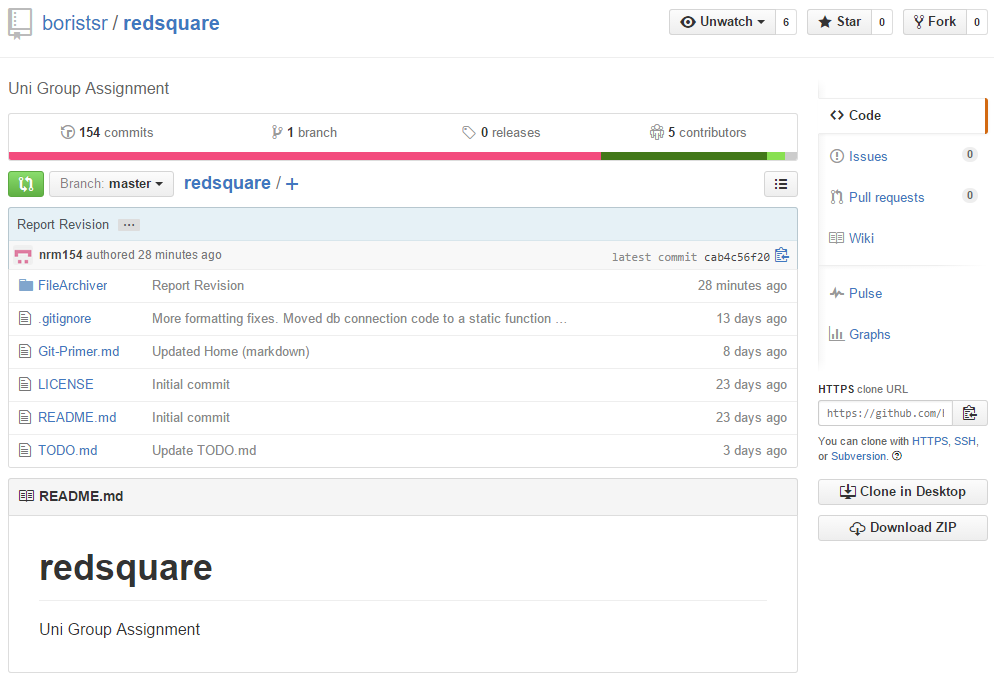 boristsr / redsquare
Unwatch 6 Star 0 Fork 0
Uni Group Assignment
154 commits 1 branch 0 releases 5 contributors
Branch: master redsquare / +
Report Revision ...
nrm154 authored 28 minutes ago latest commit cab4c56f20
FileArchiver Report Revision 28 minutes ago
.gitignore More formatting fixes. Moved db connection code to a static function … 13 days ago
Git-Primer.md Updated Home (markdown) 8 days ago
LICENSE Initial commit 23 days ago
README.md Initial commit 23 days ago
TODO.md Update TODO.md 3 days ago
README.md
redsquare
Uni Group Assignment
Code
Issues 0
Pull requests 0
Wiki
Pulse
Graphs
HTTPS clone URL
https://github.com/
You can clone with HTTPS, SSH,
or Subversion.
Clone in Desktop
Download ZIP